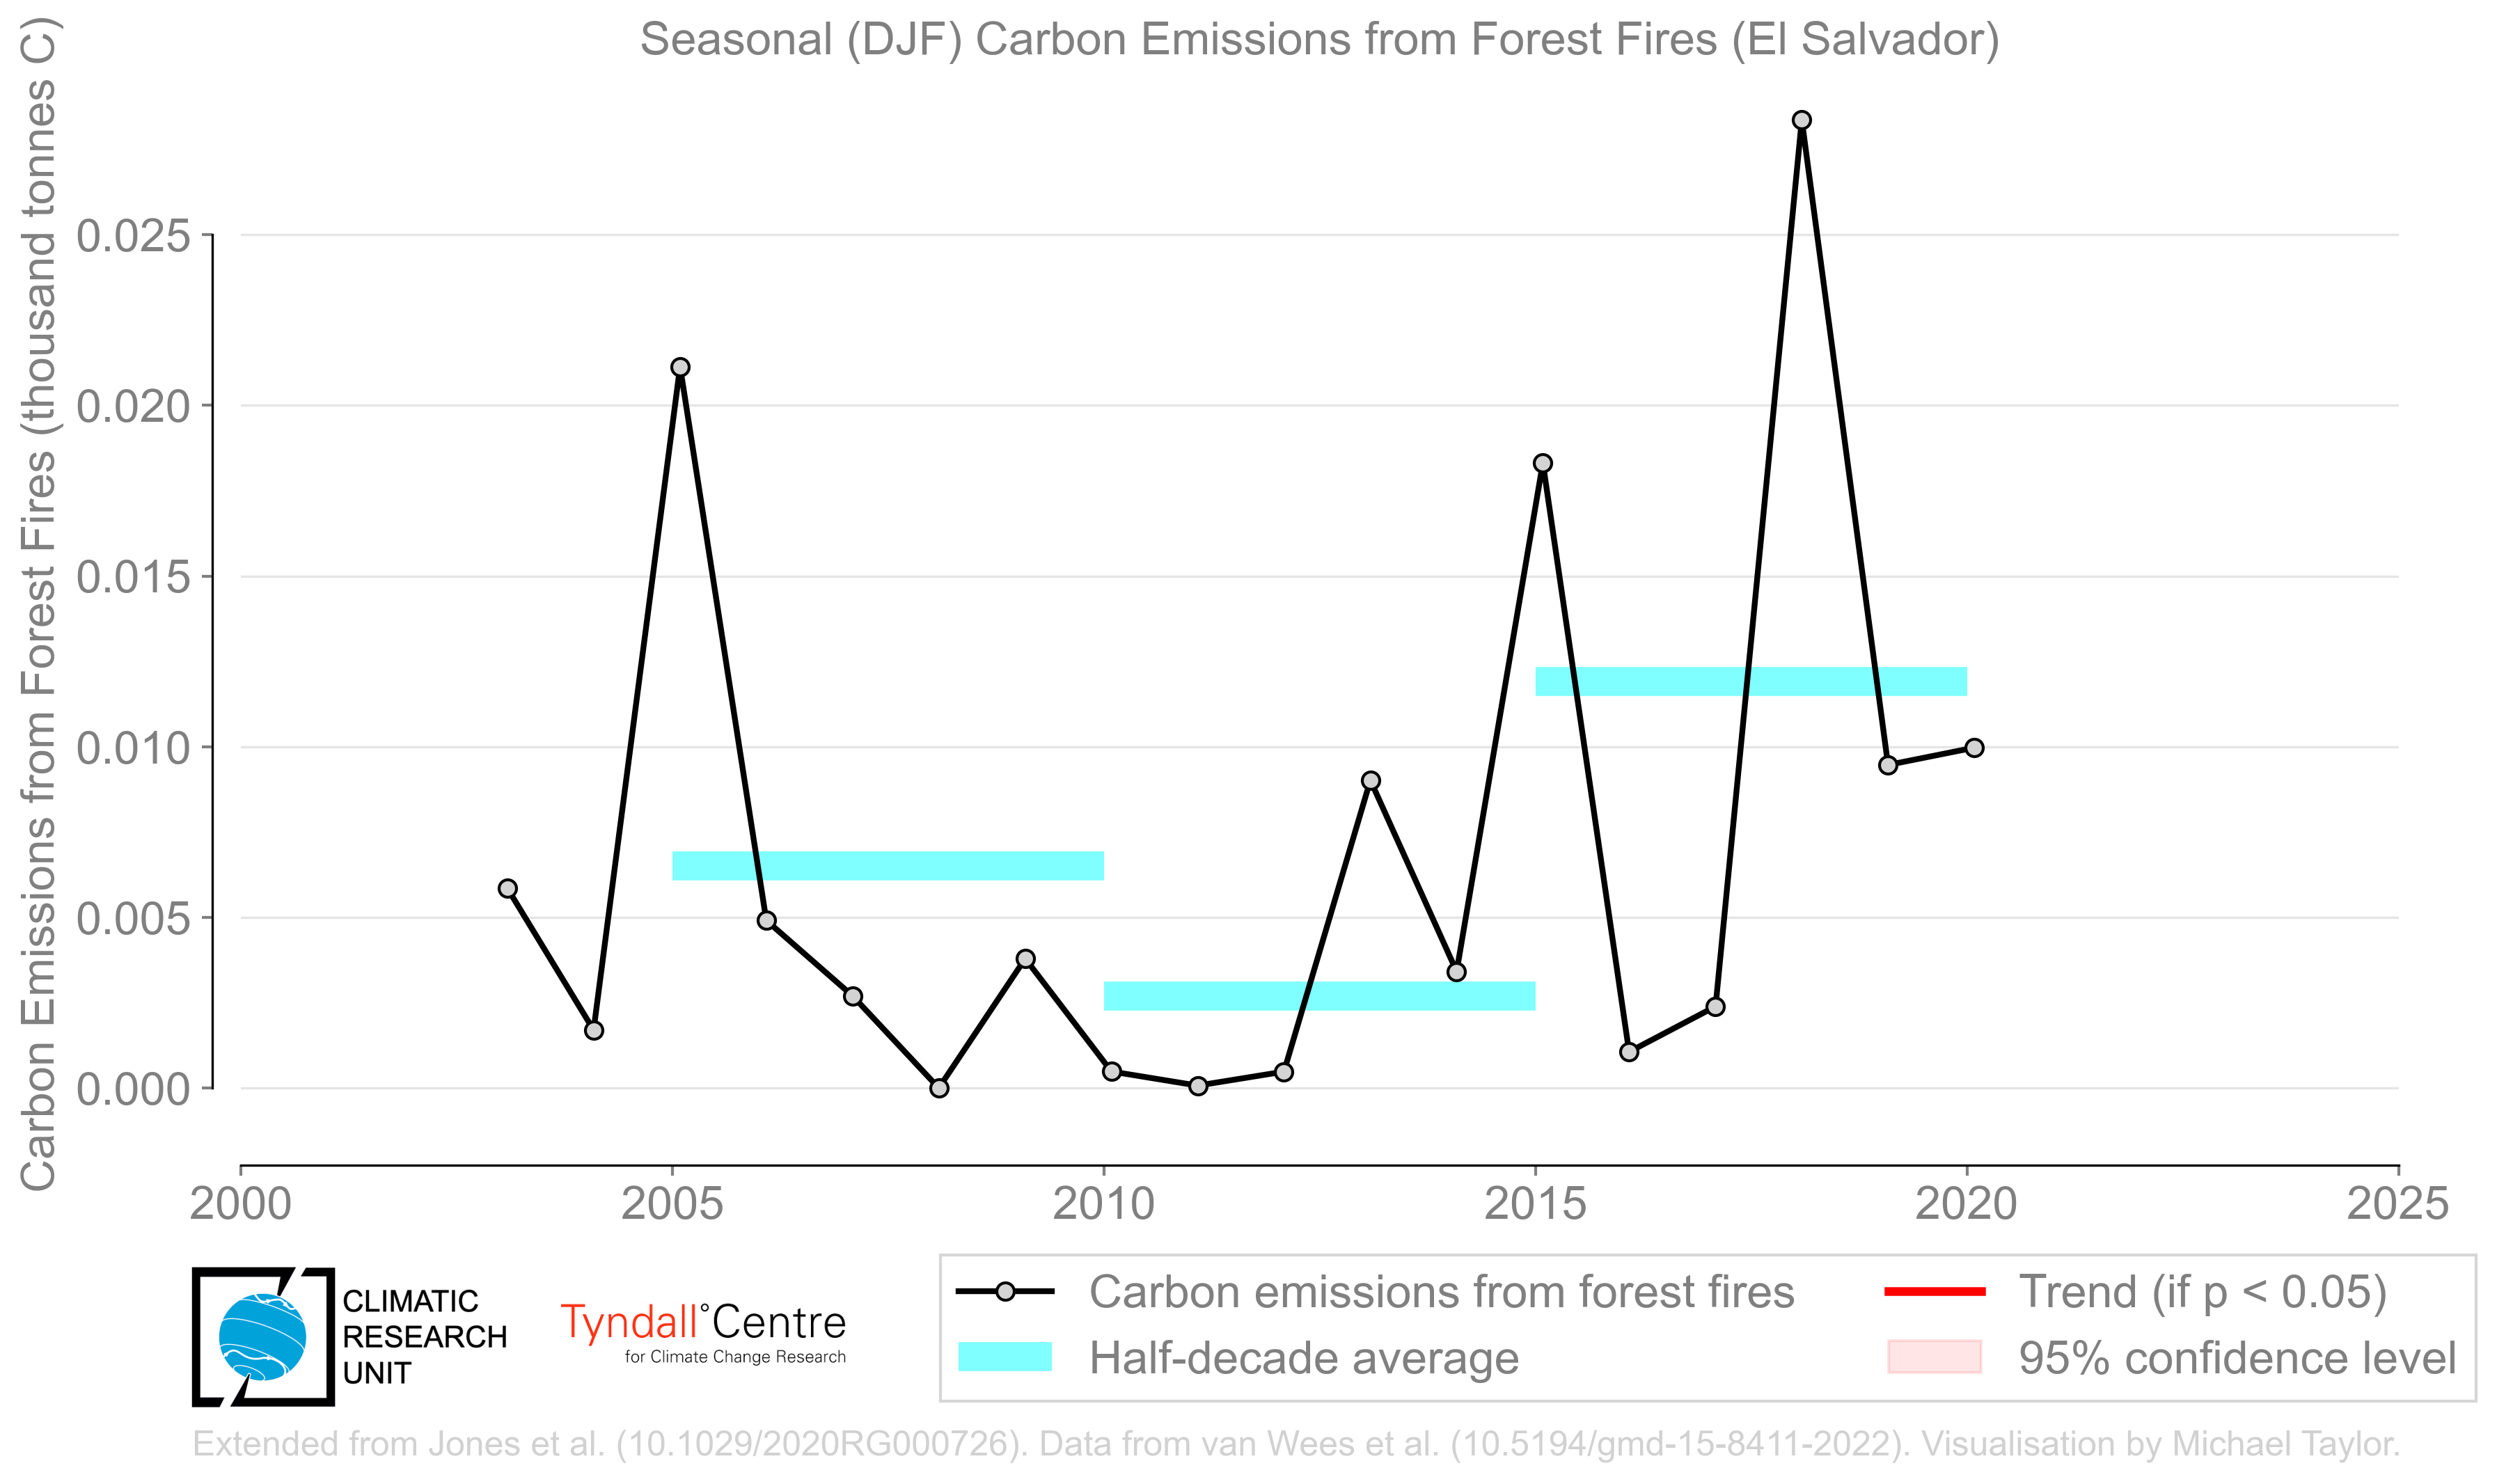 Seasonal (DJF) Carbon Emissions from Forest Fires (El Salvador)
Carbon Emissions from Forest Fires (thousand tonnes C)
0.025
0.020
0.015
0.010
0.005
0.000
2000
2005
2010
2015
2020
2025
CLIMATIC
RESEARCH
UNIT
Tyndall°Centre
for Climate Change Research
Carbon emissions from forest fires
Half-decade average
Trend (if p < 0.05)
95% confidence level
Extended from Jones et al. (10.1029/2020RG000726). Data from van Wees et al. (10.5194/gmd-15-8411-2022). Visualisation by Michael Taylor.